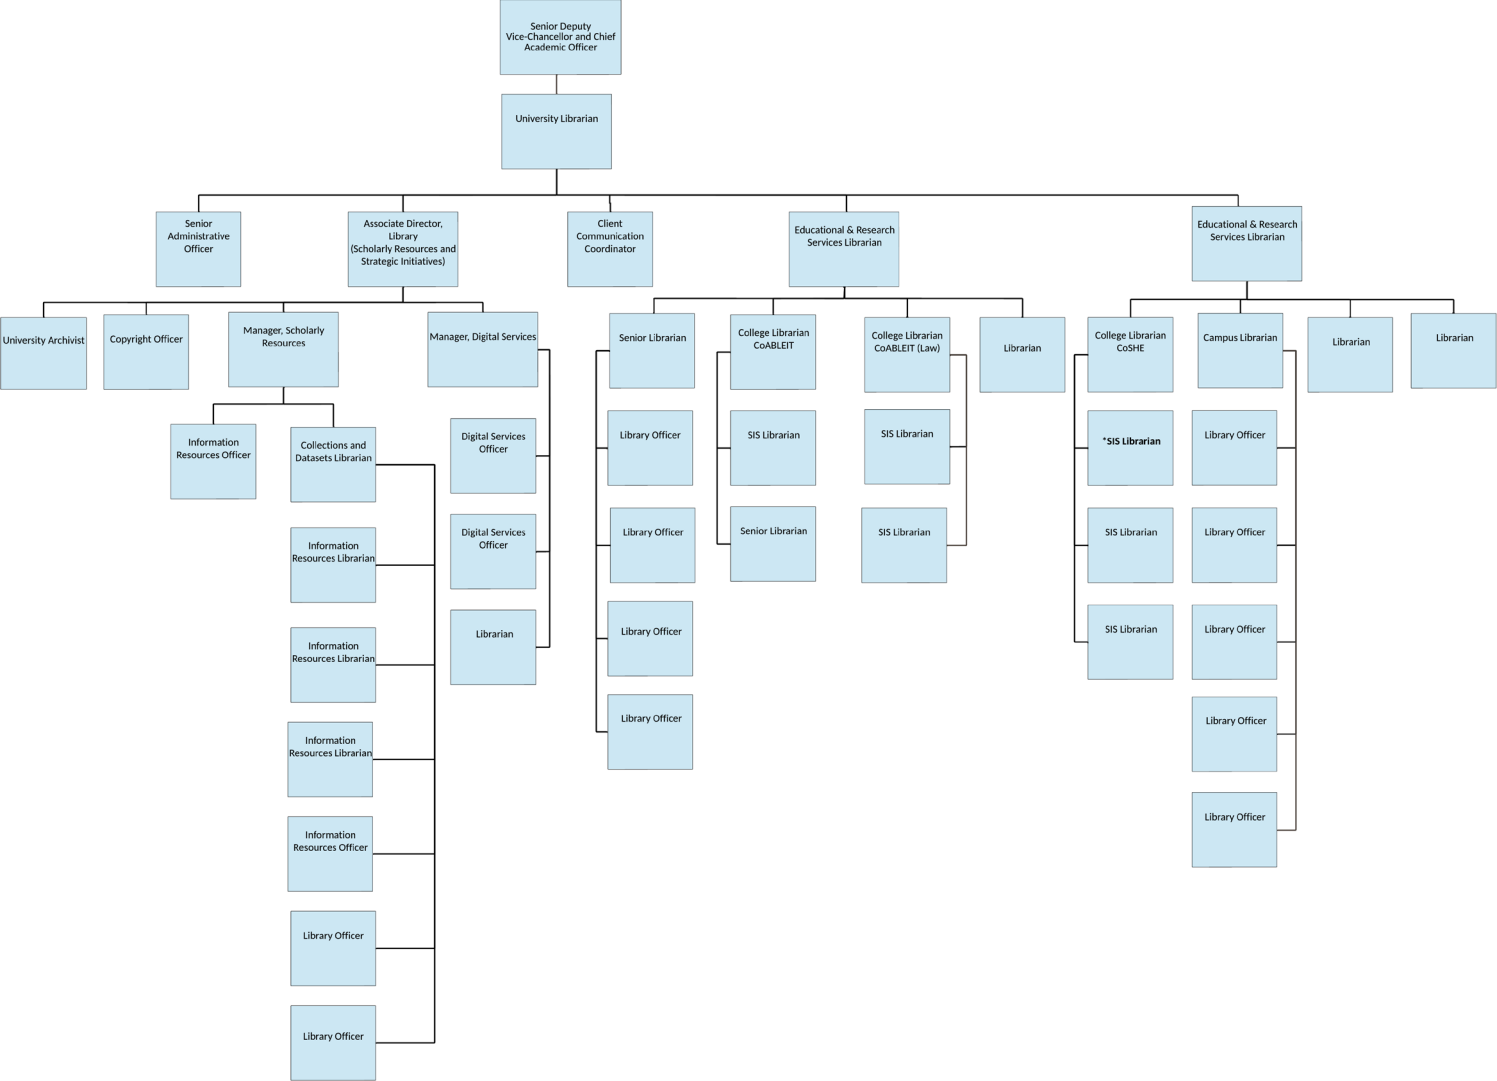 Senior Deputy
Vice-Chancellor and Chief
Academic Officer
University Librarian
Senior
Administrative
Officer
Associate Director,
Library
(Scholarly Resources and
Strategic Initiatives)
Client
Communication
Coordinator
Educational & Research
Services Librarian
Educational & Research
Services Librarian
University Archivist
Copyright Officer
Manager, Scholarly
Resources
Manager, Digital Services
Senior Librarian
College Librarian
CoABLEIT
College Librarian
CoABLEIT (Law)
Librarian
College Librarian
CoSHE
Campus Librarian
Librarian
Librarian
Information
Resources Officer
Collections and
Datasets Librarian
Digital Services
Officer
Library Officer
SIS Librarian
SIS Librarian
*SIS Librarian
Library Officer
Information
Resources Librarian
Digital Services
Officer
Library Officer
Senior Librarian
SIS Librarian
SIS Librarian
Library Officer
Information
Resources Librarian
Librarian
Library Officer
SIS Librarian
Library Officer
Information
Resources Librarian
Library Officer
Library Officer
Information
Resources Officer
Library Officer
Library Officer
Library Officer